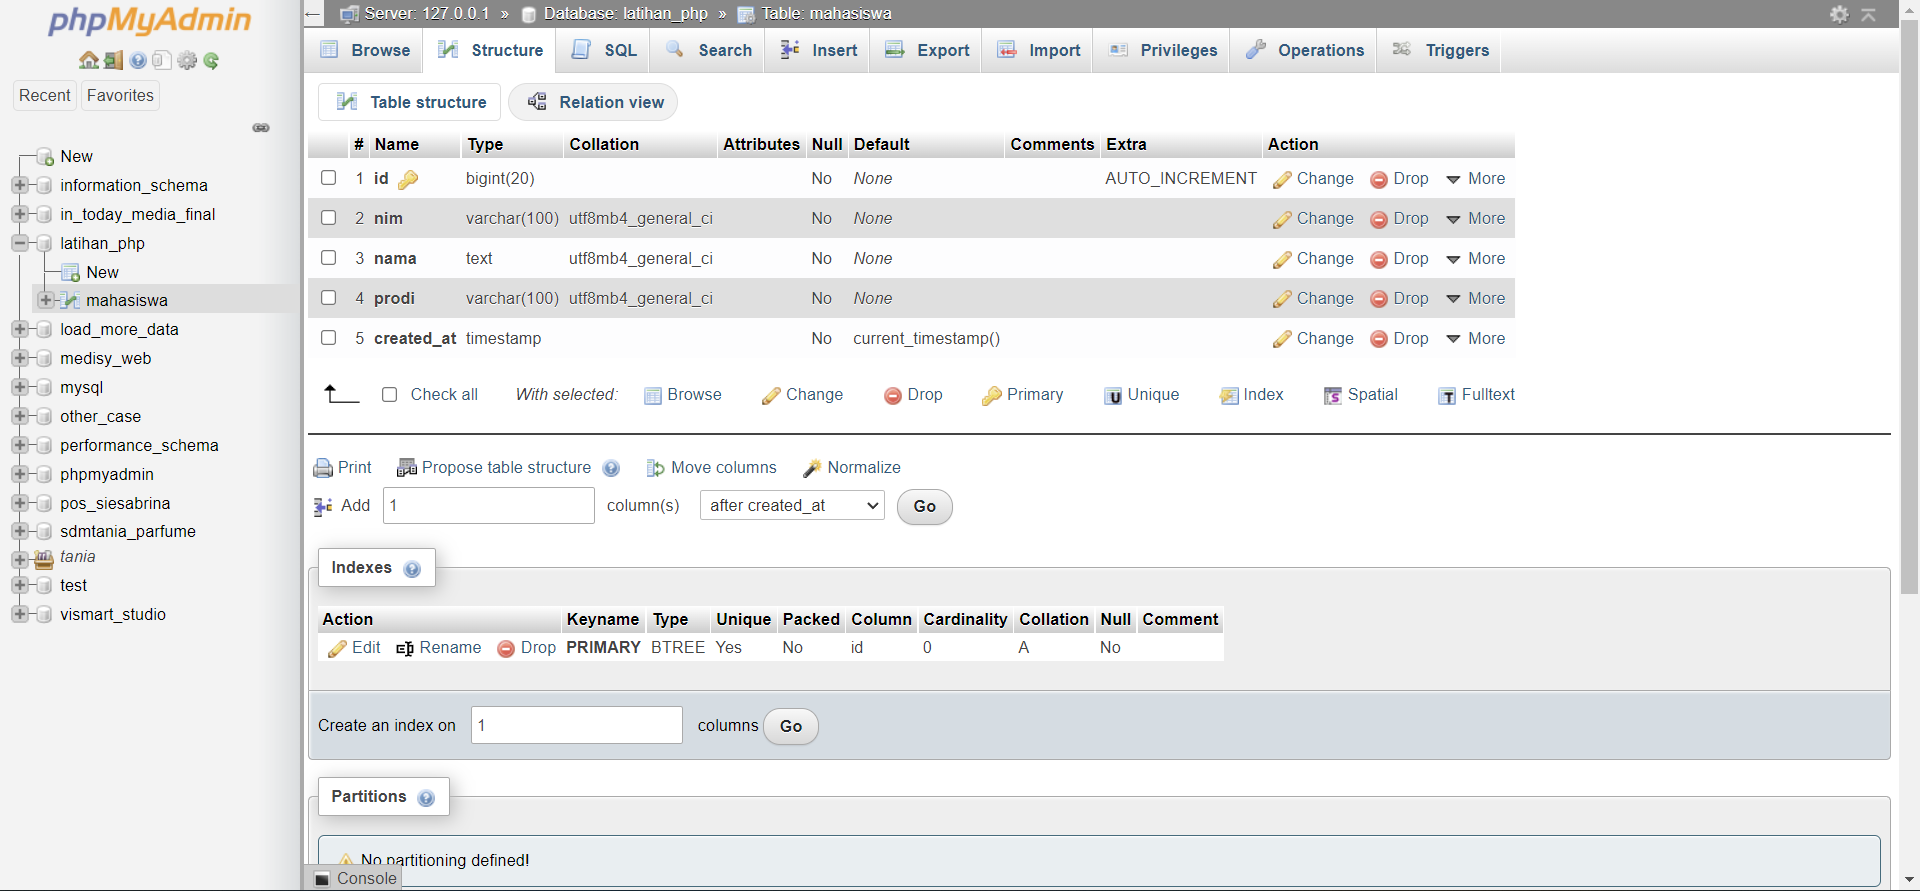 phpMyAdmin
Recent Favorites
New
information_schema
in_today_media_final
latihan_php
New
mahasiswa
load_more_data
medisy_web
mysql
other_case
performance_schema
phpmyadmin
pos_siesabrina
sdmtania_parfume
tania
test
vismart_studio
Server: 127.0.0.1 » Database: latihan_php » Table: mahasiswa
Browse Structure SQL Search Insert Export Import Privileges Operations Triggers
Table structure Relation view
# Name Type Collation Attributes Null Default Comments Extra Action
1 id bigint(20) No None AUTO_INCREMENT Change Drop More
2 nim varchar(100) utf8mb4_general_ci No None Change Drop More
3 nama text utf8mb4_general_ci No None Change Drop More
4 prodi varchar(100) utf8mb4_general_ci No None Change Drop More
5 created_at timestamp No current_timestamp() Change Drop More
Check all With selected: Browse Change Drop Primary Unique Index Spatial Fulltext
Print Propose table structure Move columns Normalize
Add 1 column(s) after created_at Go
Indexes
Action Keyname Type Unique Packed Column Cardinality Collation Null Comment
Edit Rename Drop PRIMARY BTREE Yes No id 0 A No
Create an index on 1 columns Go
Partitions
No partitioning defined!
Console